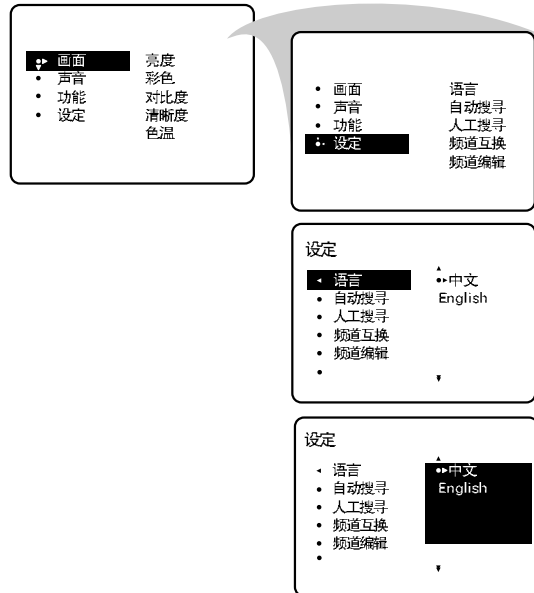 画面 亮度
声音 彩色
功能 对比度
设定 清晰度
色温
画面 语言
声音 自动搜寻
功能 人工搜寻
设定 频道互换
频道编辑
设定
语言 中文
自动搜寻 English
人工搜寻
频道互换
频道编辑
设定
语言 中文
自动搜寻 English
人工搜寻
频道互换
频道编辑